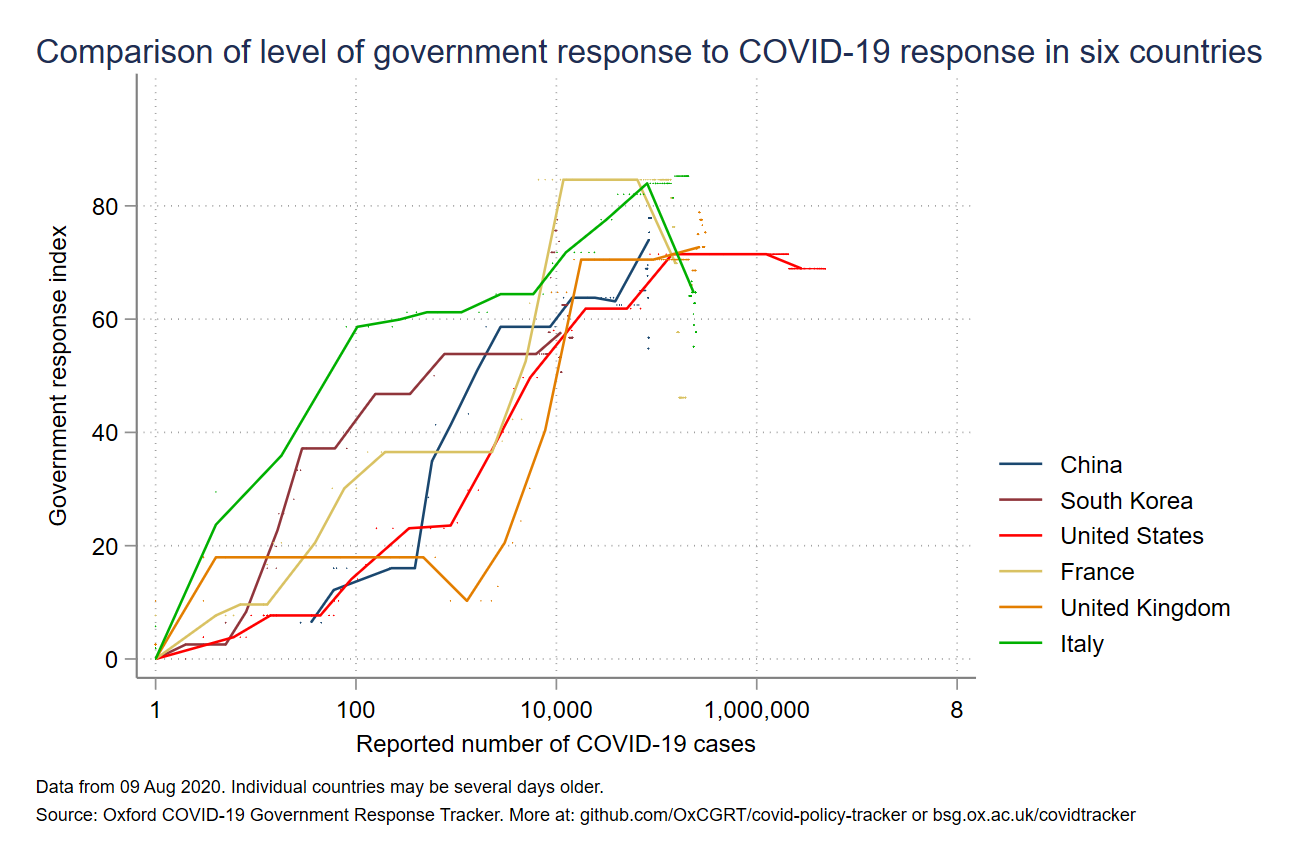 Comparison of level of government response to COVID-19 response in six countries
Government response index
80
60
40
20
0
1 100 10,000 1,000,000 8
Reported number of COVID-19 cases
China
South Korea
United States
France
United Kingdom
Italy
Data from 09 Aug 2020. Individual countries may be several days older.
Source: Oxford COVID-19 Government Response Tracker. More at: github.com/OxCGRT/covid-policy-tracker or bsg.ox.ac.uk/covidtracker